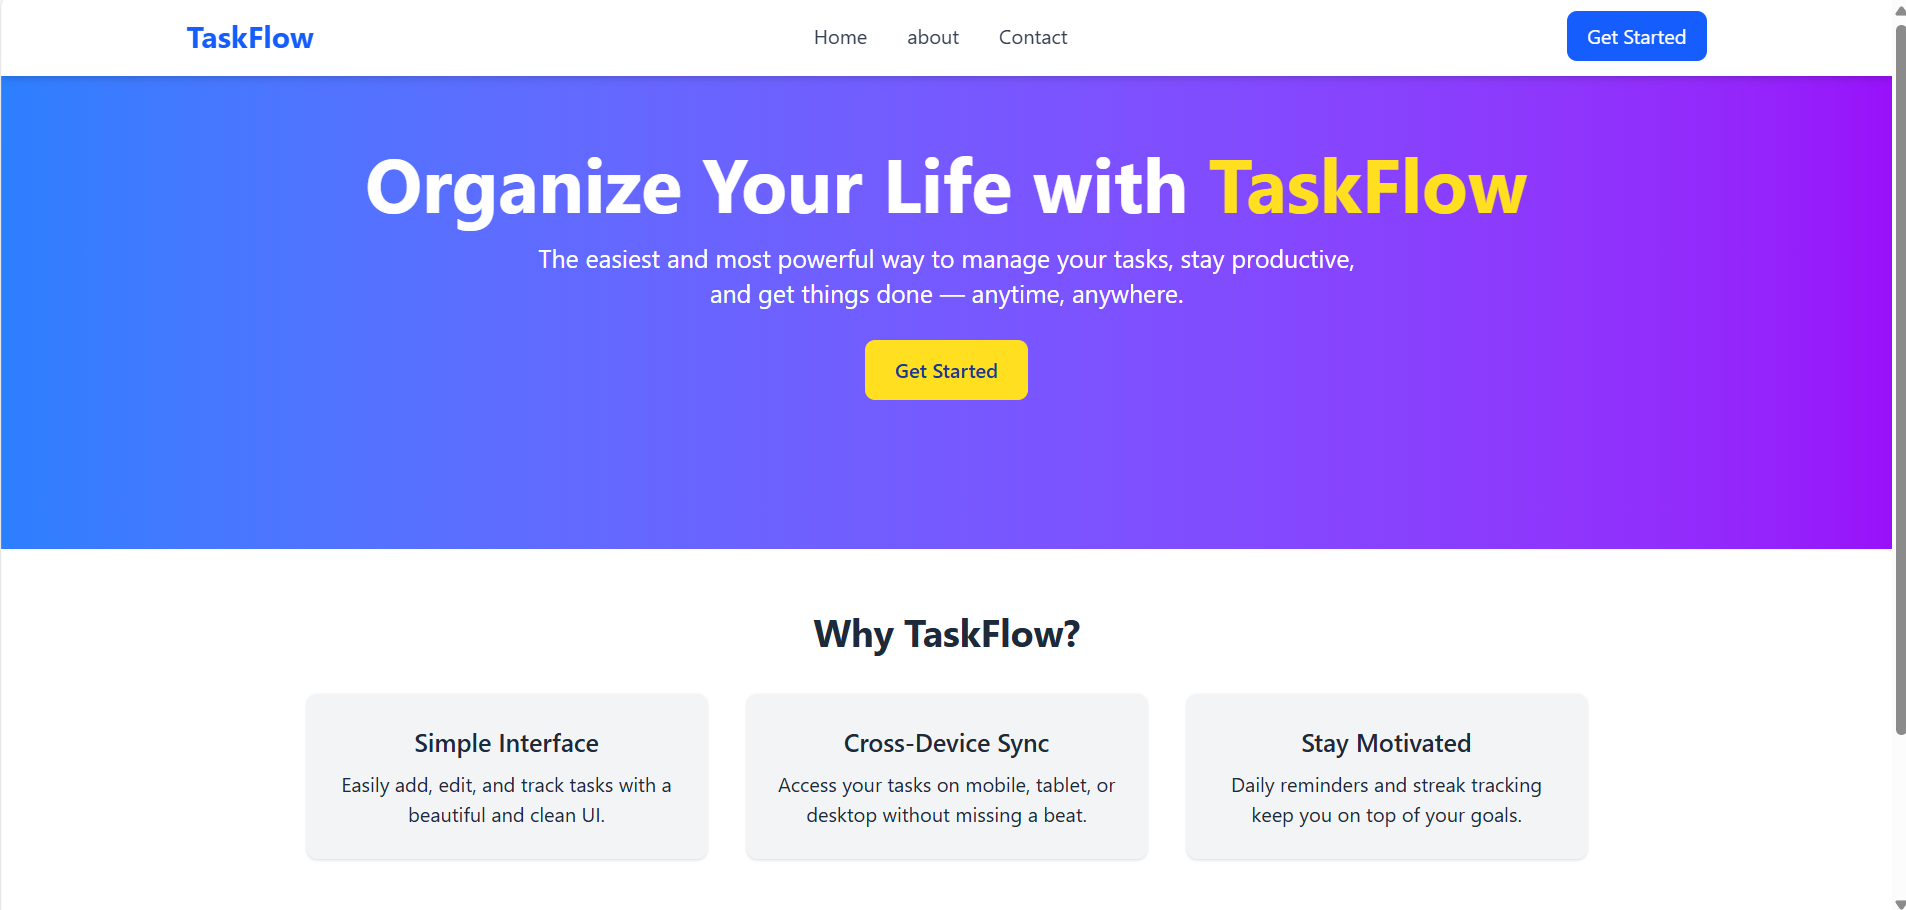 TaskFlow
Home
about
Contact
Get Started
Organize Your Life with TaskFlow
The easiest and most powerful way to manage your tasks, stay productive,
and get things done — anytime, anywhere.
Get Started
Why TaskFlow?
Simple Interface
Easily add, edit, and track tasks with a
beautiful and clean UI.
Cross-Device Sync
Access your tasks on mobile, tablet, or
desktop without missing a beat.
Stay Motivated
Daily reminders and streak tracking
keep you on top of your goals.